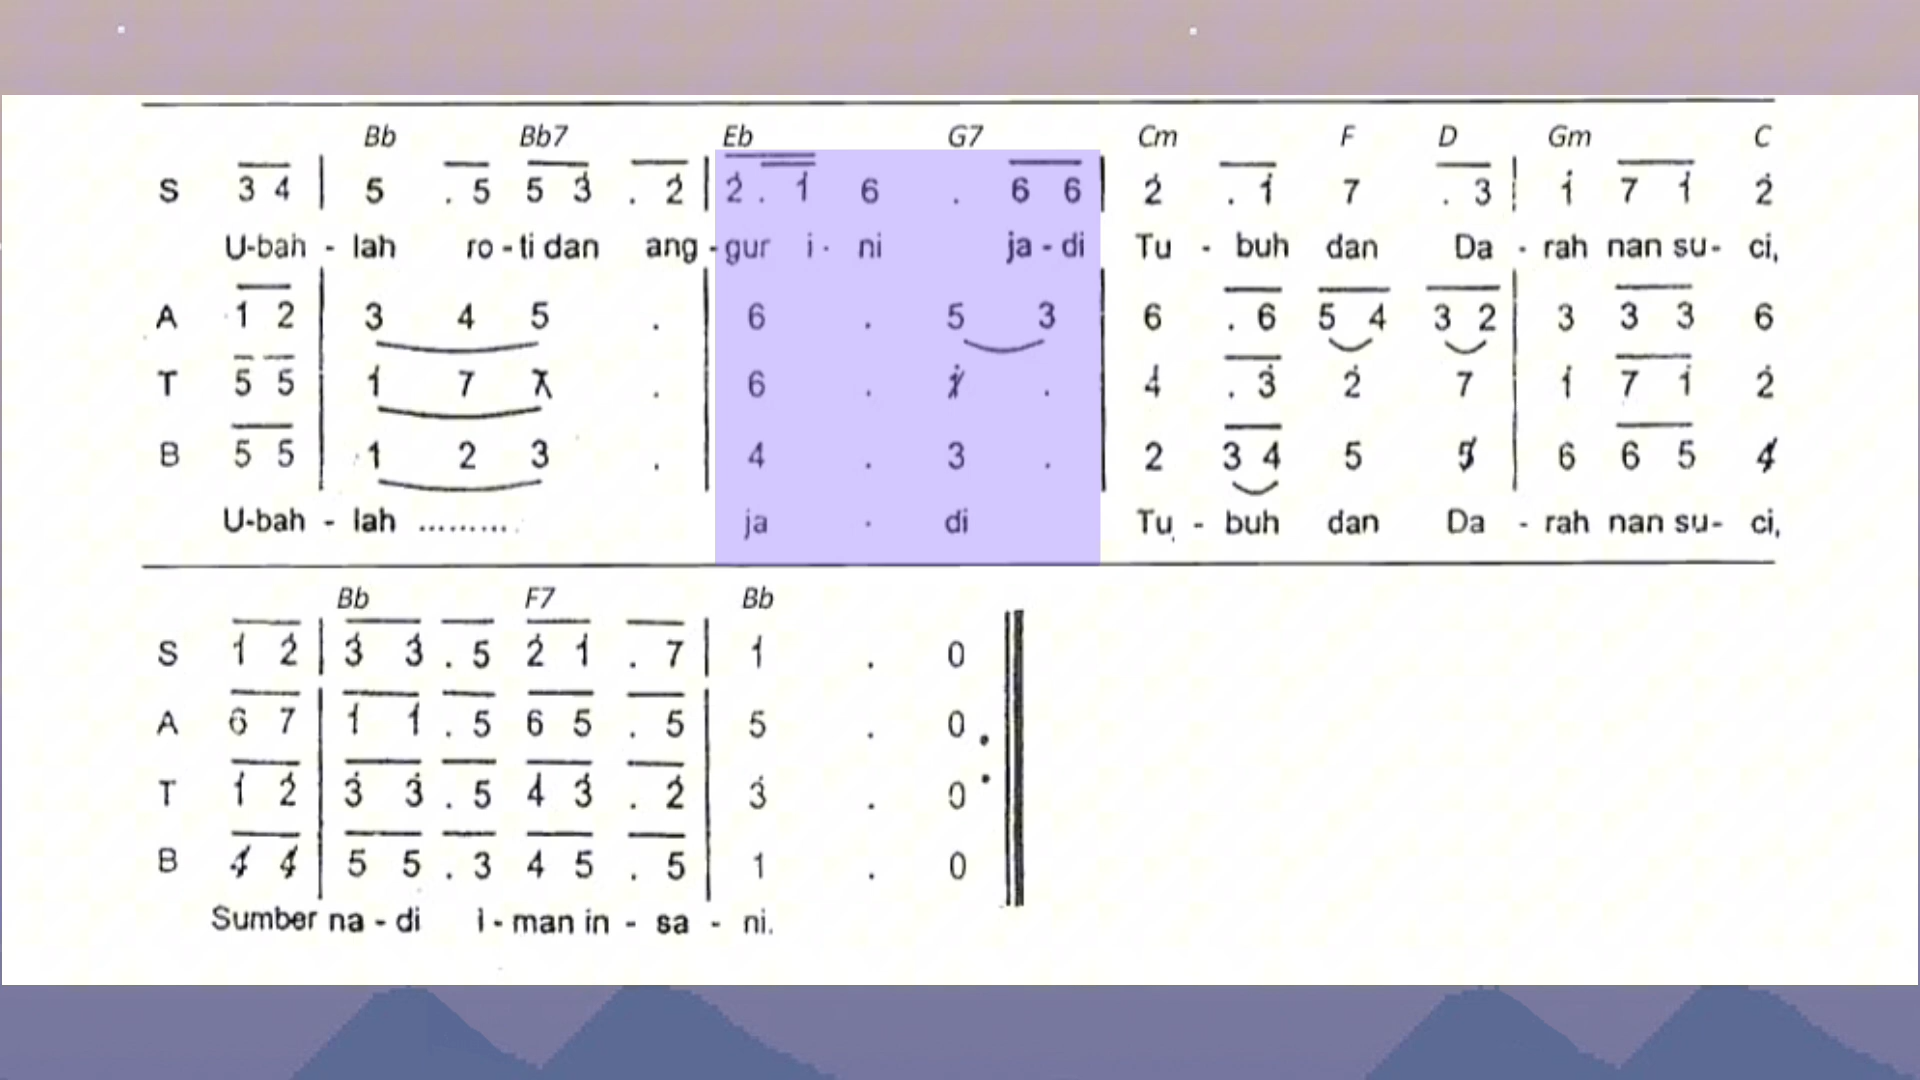 Bb Bb7 Eb G7 Cm F D Gm C
S 3 4 | 5 . 5 5 3̇ . 2̇ | 2̇ . 1̇ 6 . 6 6 | 2̇ . 1̇ 7 . 3̇ | 1̇ 7 1̇ 2̇
U-bah - lah ro - ti dan ang - gur i - ni ja - di Tu - buh dan Da - rah nan su - ci,
A 1 2 | 3 4 5 . | 6 . 5 3 | 6 . 6 5 4 3 2 | 3 3 3 6
T 5 5 | 1̇ 7 . | 6 . . | 4̇ . 3̇ 2̇ 7 | 1̇ 7 1̇ 2̇
B 5 5 | 1 2 3 . | 4 . 3 . | 2 3 4 5 | 6 6 5
U-bah - lah .......... ja - di Tu - buh dan Da - rah nan su- ci,
Bb F7 Bb
S 1̇ 2̇ | 3̇ 3̇ . 5 2̇ 1̇ . 7 | 1̇ . 0
A 6 7 | 1̇ 1̇ . 5 6 5 . 5 | 5 . 0
T 1̇ 2̇ | 3̇ 3̇ . 5 4̇ 3̇ . 2̇ | 3̇ . 0
B | 5 5 . 3 4 5 . 5 | 1 . 0
Sumber na - di i - man in - sa - ni.